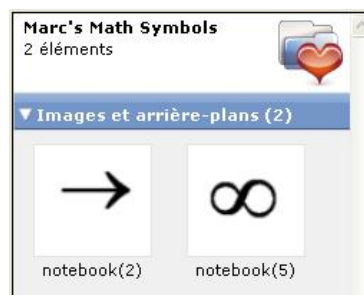 Marc's Math Symbols
2 éléments
Images et arrière-plans (2)
→ ∞
notebook(2) notebook(5)